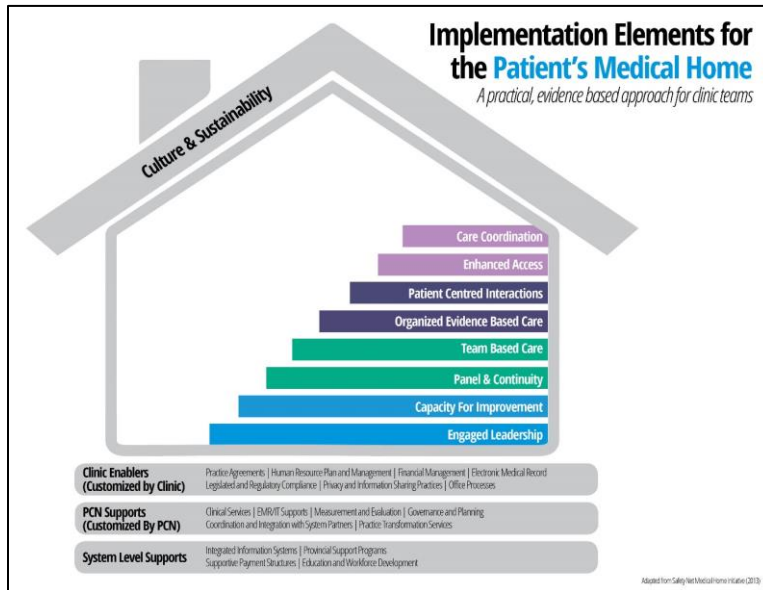 Implementation Elements for
the Patient's Medical Home
A practical, evidence based approach for clinic teams
Culture & Sustainability
Care Coordination
Enhanced Access
Patient Centred Interactions
Organized Evidence Based Care
Team Based Care
Panel & Continuity
Capacity For Improvement
Engaged Leadership
Clinic Enablers
(Customized by Clinic)
Practice Agreements | Human Resource Plan and Management | Financial Management | Electronic Medical Record
Legislated and Regulatory Compliance | Privacy and Information Sharing Practices | Office Processes
PCN Supports
(Customized By PCN)
Clinical Services | EMR/IT Supports | Measurement and Evaluation | Governance and Planning
Coordination and Integration with System Partners | Practice Transformation Services
System Level Supports
Integrated Information Systems | Provincial Support Programs
Supportive Payment Structures | Education and Workforce Development
Adapted from Safety Net Medical Home Initiative (2013)